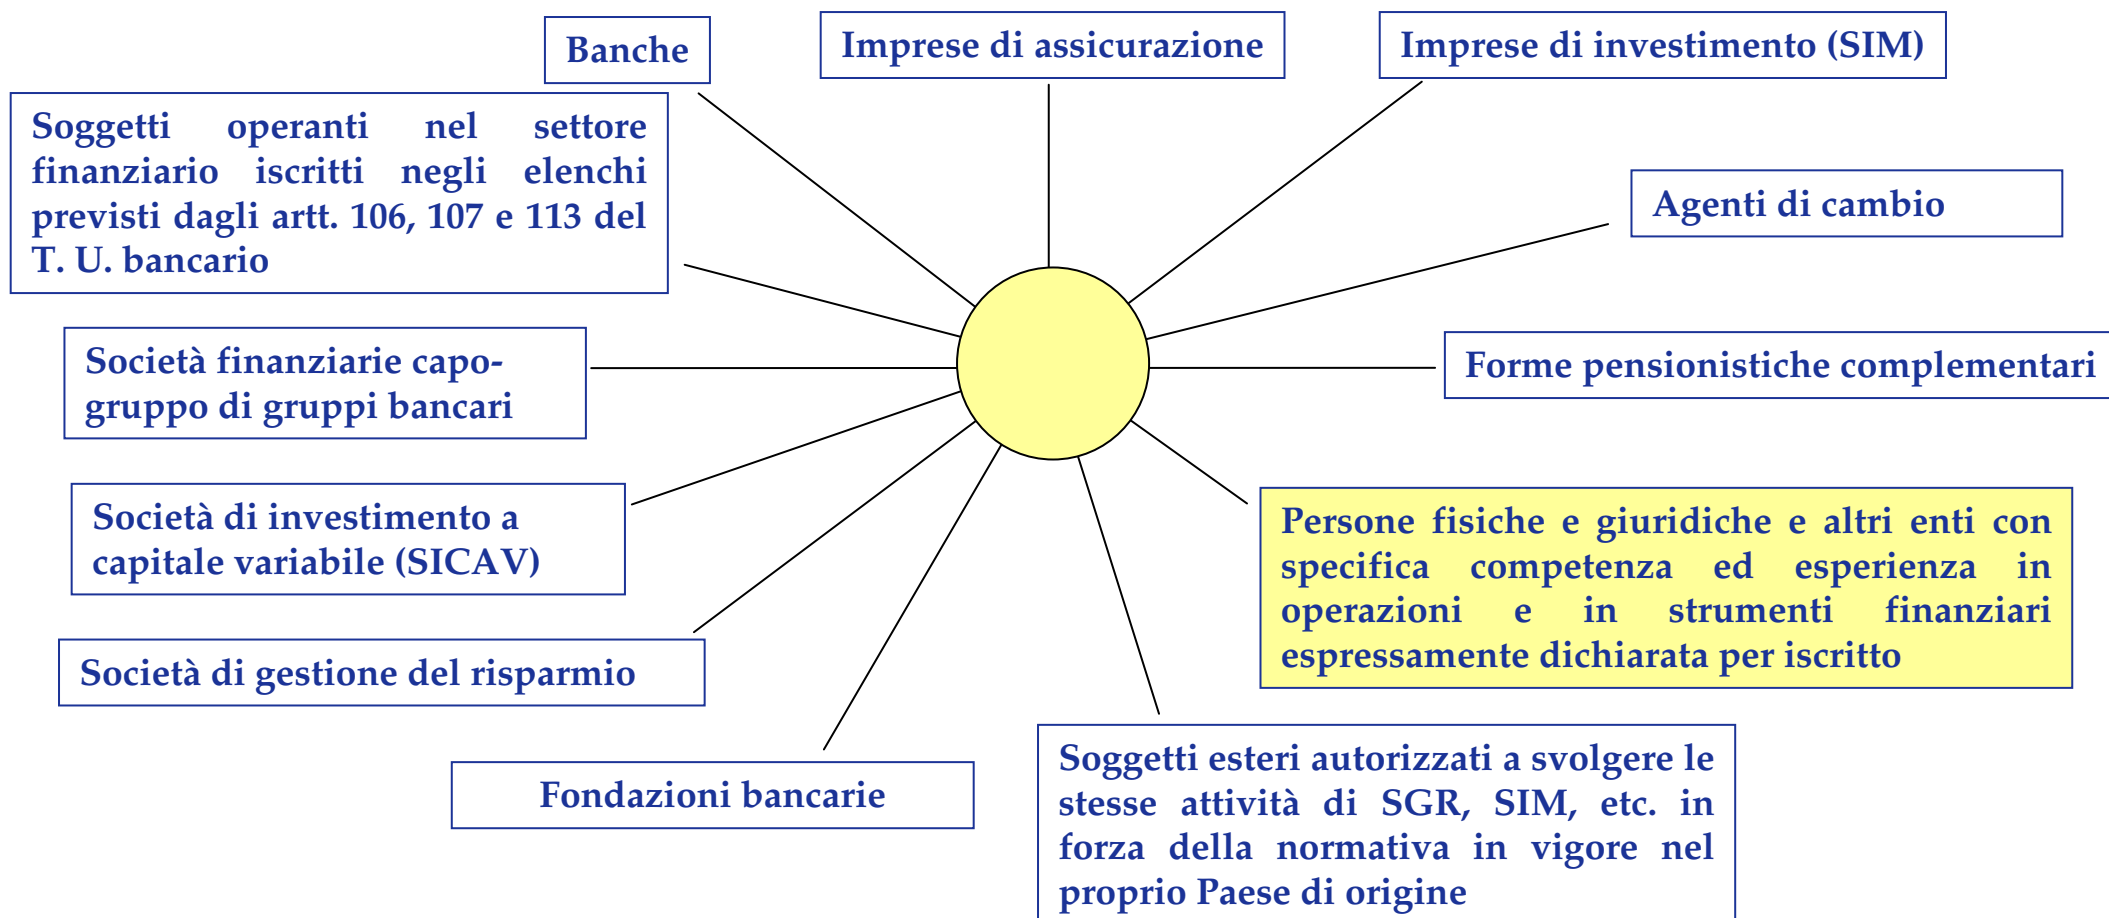 Banche
Imprese di assicurazione
Imprese di investimento (SIM)
Soggetti operanti nel settore
finanziario iscritti negli elenchi
previsti dagli artt. 106, 107 e 113 del
T. U. bancario
Agenti di cambio
Società finanziarie capo-
gruppo di gruppi bancari
Forme pensionistiche complementari
Società di investimento a
capitale variabile (SICAV)
Persone fisiche e giuridiche e altri enti con
specifica competenza ed esperienza in
operazioni e in strumenti finanziari
espressamente dichiarata per iscritto
Società di gestione del risparmio
Fondazioni bancarie
Soggetti esteri autorizzati a svolgere le
stesse attività di SGR, SIM, etc. in
forza della normativa in vigore nel
proprio Paese di origine